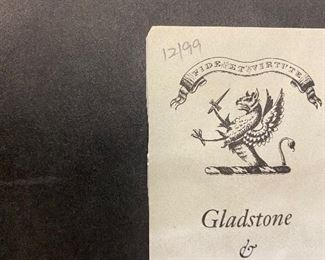 12/99
FIDE ET VIRTUTE
Gladstone
&